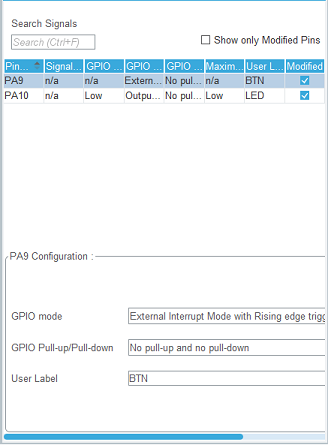 Search Signals
Search (Ctrl+F)
Show only Modified Pins
Pin... Signal... GPIO ... GPIO ... GPIO ... Maxim... User L... Modified
PA9 n/a n/a Extern... No pul... n/a BTN
PA10 n/a Low Outpu... No pul... Low LED
PA9 Configuration :
GPIO mode
External Interrupt Mode with Rising edge trigg
GPIO Pull-up/Pull-down
No pull-up and no pull-down
User Label
BTN